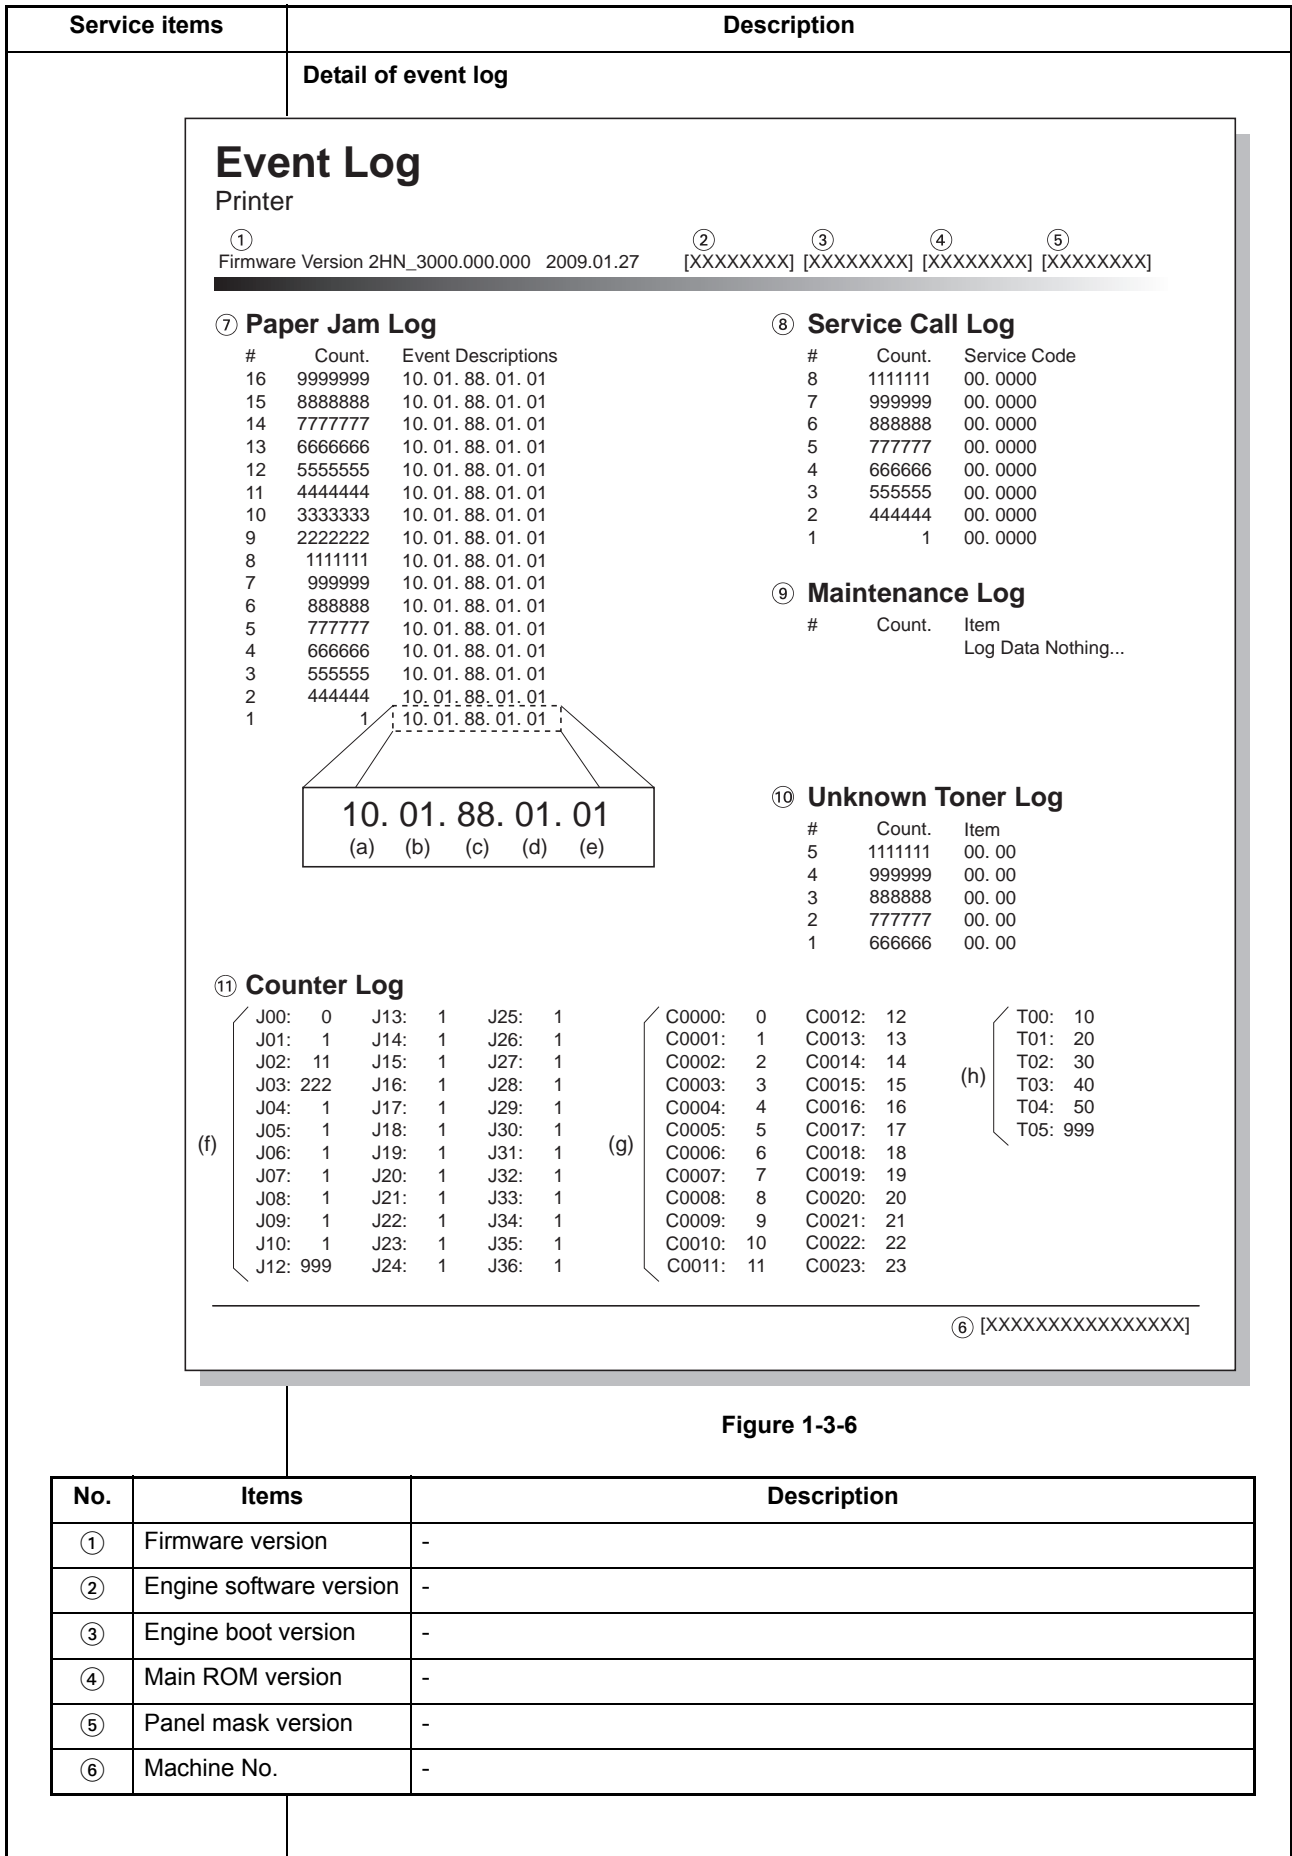 Service items Description
Detail of event log
Event Log
Printer
① ② ③ ④ ⑤
Firmware Version 2HN_3000.000.000 2009.01.27 [XXXXXXXX] [XXXXXXXX] [XXXXXXXX] [XXXXXXXX]
⑦ Paper Jam Log
# Count. Event Descriptions
16 9999999 10. 01. 88. 01. 01
15 8888888 10. 01. 88. 01. 01
14 7777777 10. 01. 88. 01. 01
13 6666666 10. 01. 88. 01. 01
12 5555555 10. 01. 88. 01. 01
11 4444444 10. 01. 88. 01. 01
10 3333333 10. 01. 88. 01. 01
9 2222222 10. 01. 88. 01. 01
8 1111111 10. 01. 88. 01. 01
7 999999 10. 01. 88. 01. 01
6 888888 10. 01. 88. 01. 01
5 777777 10. 01. 88. 01. 01
4 666666 10. 01. 88. 01. 01
3 555555 10. 01. 88. 01. 01
2 444444 10. 01. 88. 01. 01
1 1 10. 01. 88. 01. 01
10. 01. 88. 01. 01
(a) (b) (c) (d) (e)
⑧ Service Call Log
# Count. Service Code
8 1111111 00. 0000
7 999999 00. 0000
6 888888 00. 0000
5 777777 00. 0000
4 666666 00. 0000
3 555555 00. 0000
2 444444 00. 0000
1 1 00. 0000
⑨ Maintenance Log
# Count. Item
Log Data Nothing...
⑩ Unknown Toner Log
# Count. Item
5 1111111 00. 00
4 999999 00. 00
3 888888 00. 00
2 777777 00. 00
1 666666 00. 00
⑪ Counter Log
(f)
J00: 0 J13: 1 J25: 1
J01: 1 J14: 1 J26: 1
J02: 11 J15: 1 J27: 1
J03: 222 J16: 1 J28: 1
J04: 1 J17: 1 J29: 1
J05: 1 J18: 1 J30: 1
J06: 1 J19: 1 J31: 1
J07: 1 J20: 1 J32: 1
J08: 1 J21: 1 J33: 1
J09: 1 J22: 1 J34: 1
J10: 1 J23: 1 J35: 1
J12: 999 J24: 1 J36: 1
(g)
C0000: 0 C0012: 12
C0001: 1 C0013: 13
C0002: 2 C0014: 14
C0003: 3 C0015: 15
C0004: 4 C0016: 16
C0005: 5 C0017: 17
C0006: 6 C0018: 18
C0007: 7 C0019: 19
C0008: 8 C0020: 20
C0009: 9 C0021: 21
C0010: 10 C0022: 22
C0011: 11 C0023: 23
(h)
T00: 10
T01: 20
T02: 30
T03: 40
T04: 50
T05: 999
⑥ [XXXXXXXXXXXXXXXX]
Figure 1-3-6
No. Items Description
① Firmware version -
② Engine software version -
③ Engine boot version -
④ Main ROM version -
⑤ Panel mask version -
⑥ Machine No. -